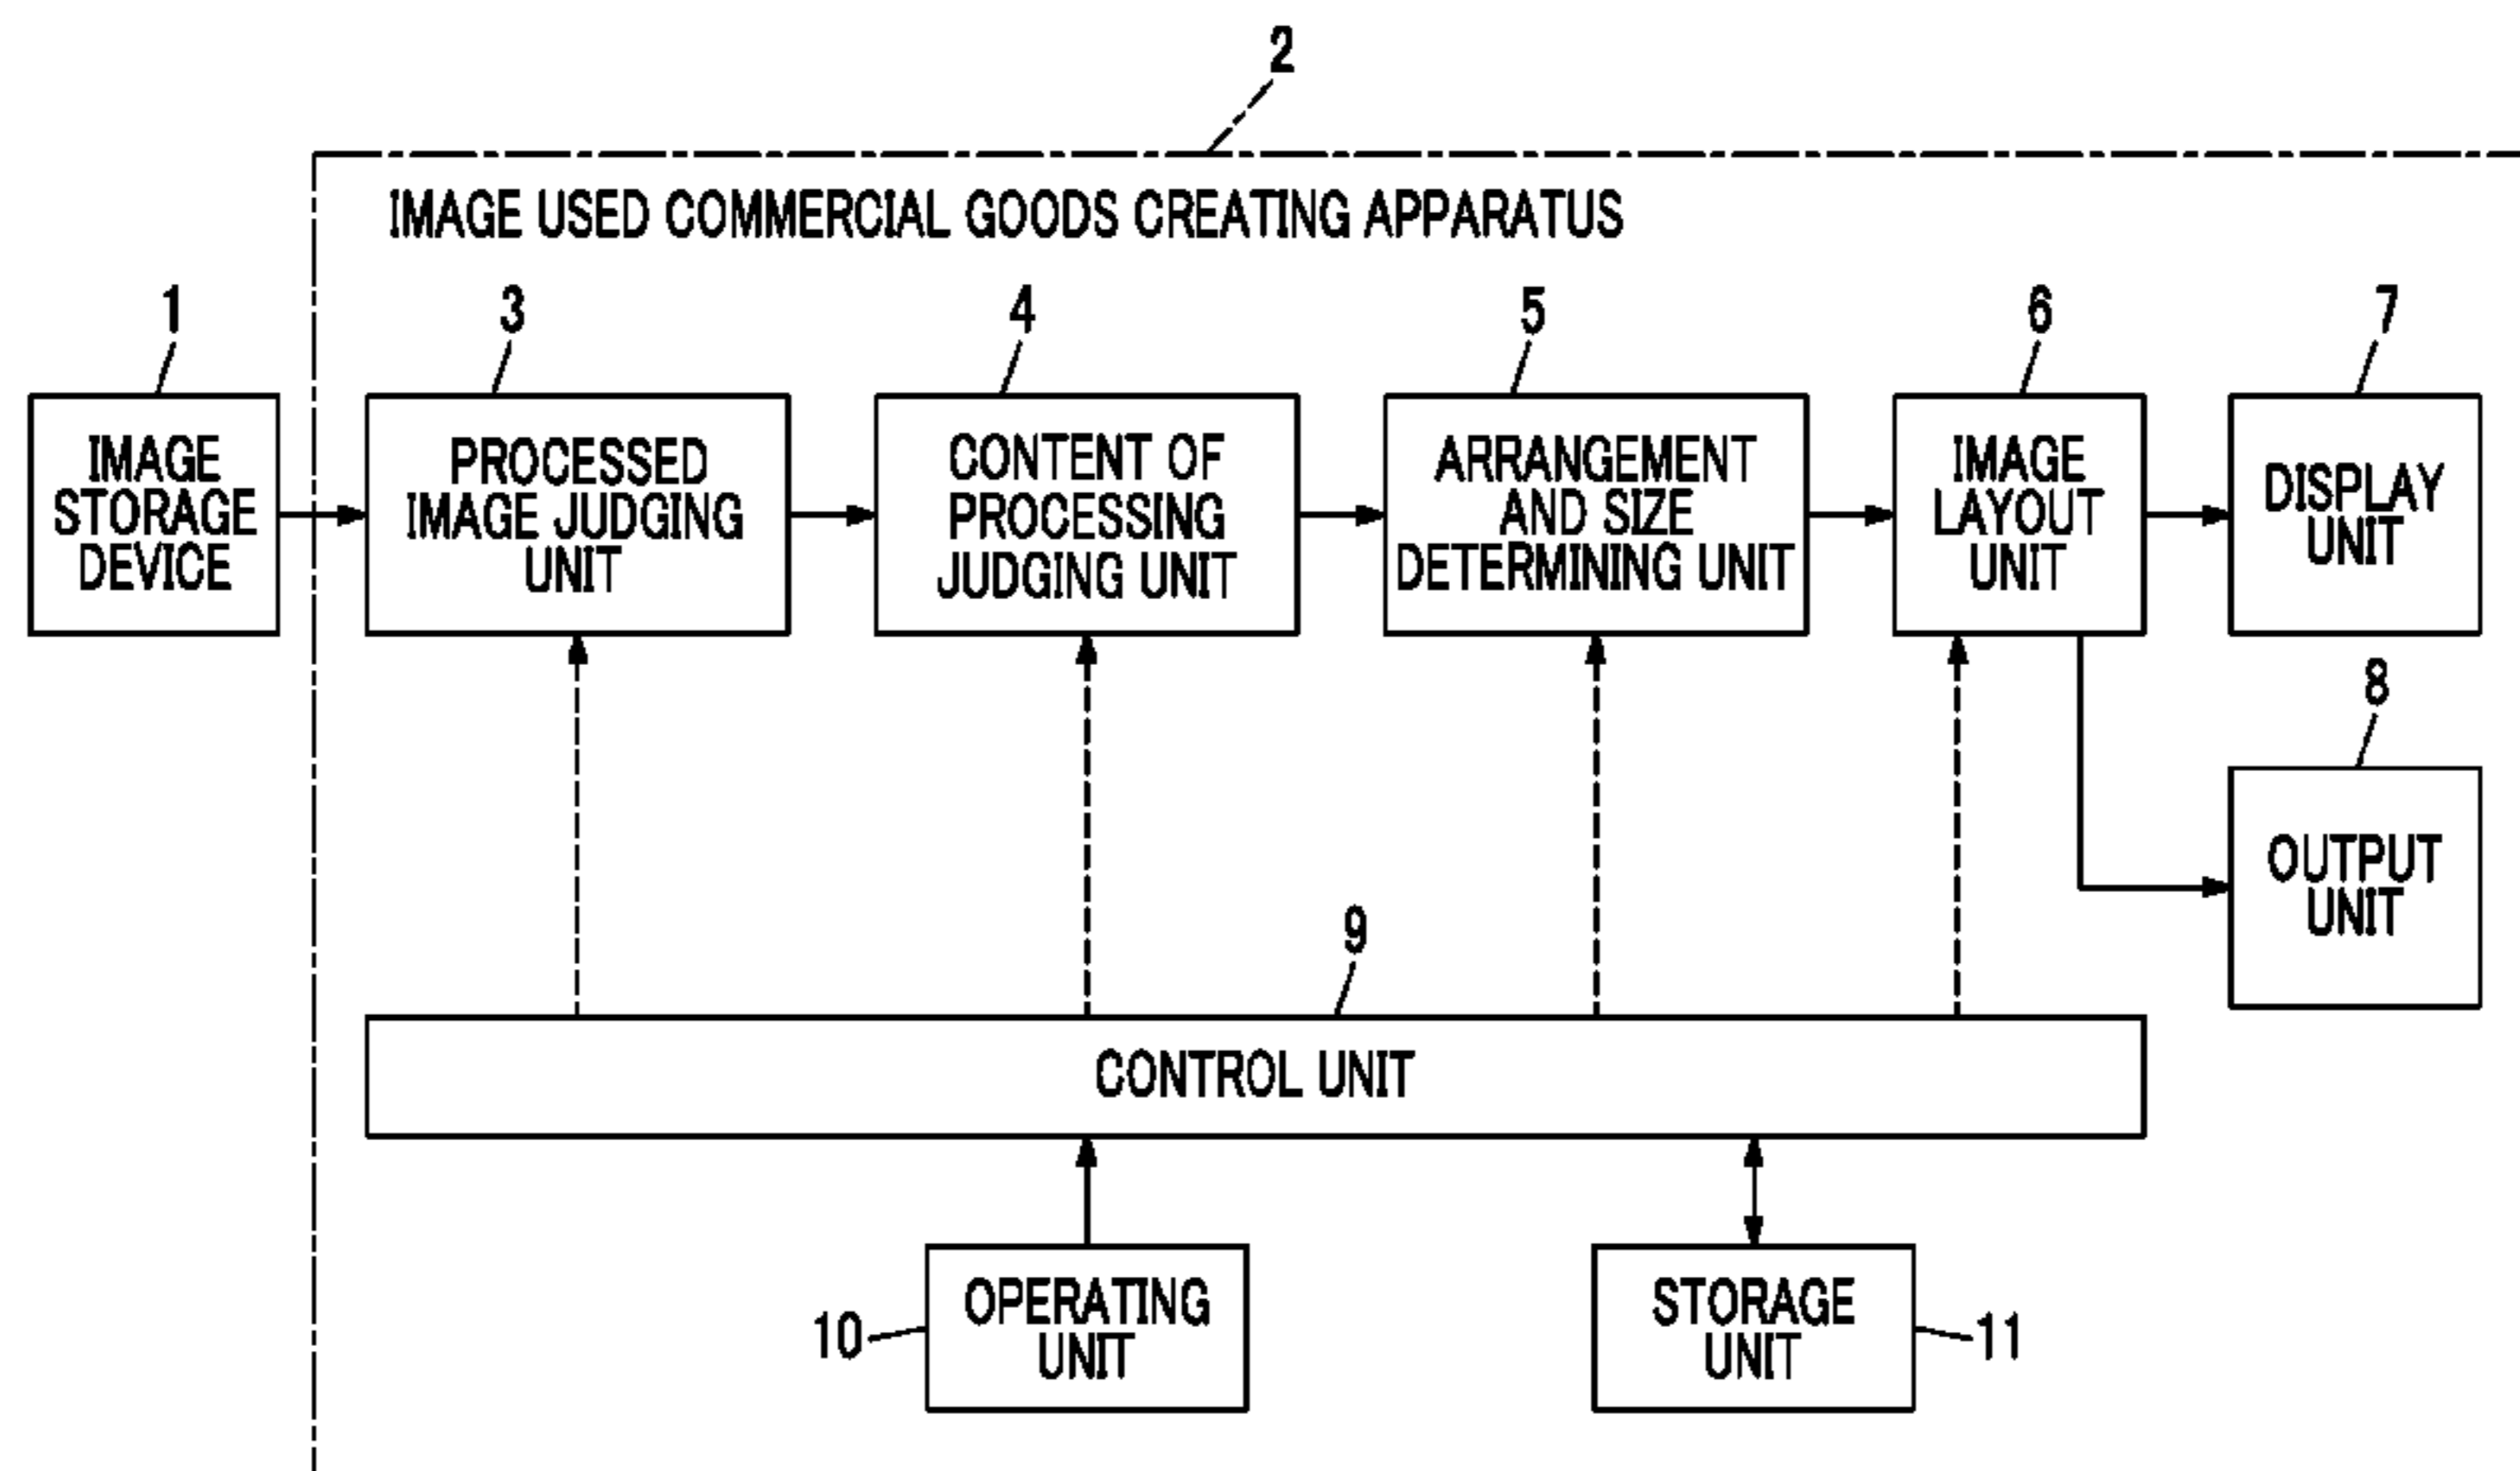 2
IMAGE USED COMMERCIAL GOODS CREATING APPARATUS
1
3
4
5
6
7
IMAGE
STORAGE
DEVICE
PROCESSED
IMAGE JUDGING
UNIT
CONTENT OF
PROCESSING
JUDGING UNIT
ARRANGEMENT
AND SIZE
DETERMINING UNIT
IMAGE
LAYOUT
UNIT
DISPLAY
UNIT
8
OUTPUT
UNIT
9
CONTROL UNIT
10
OPERATING
UNIT
STORAGE
UNIT
11